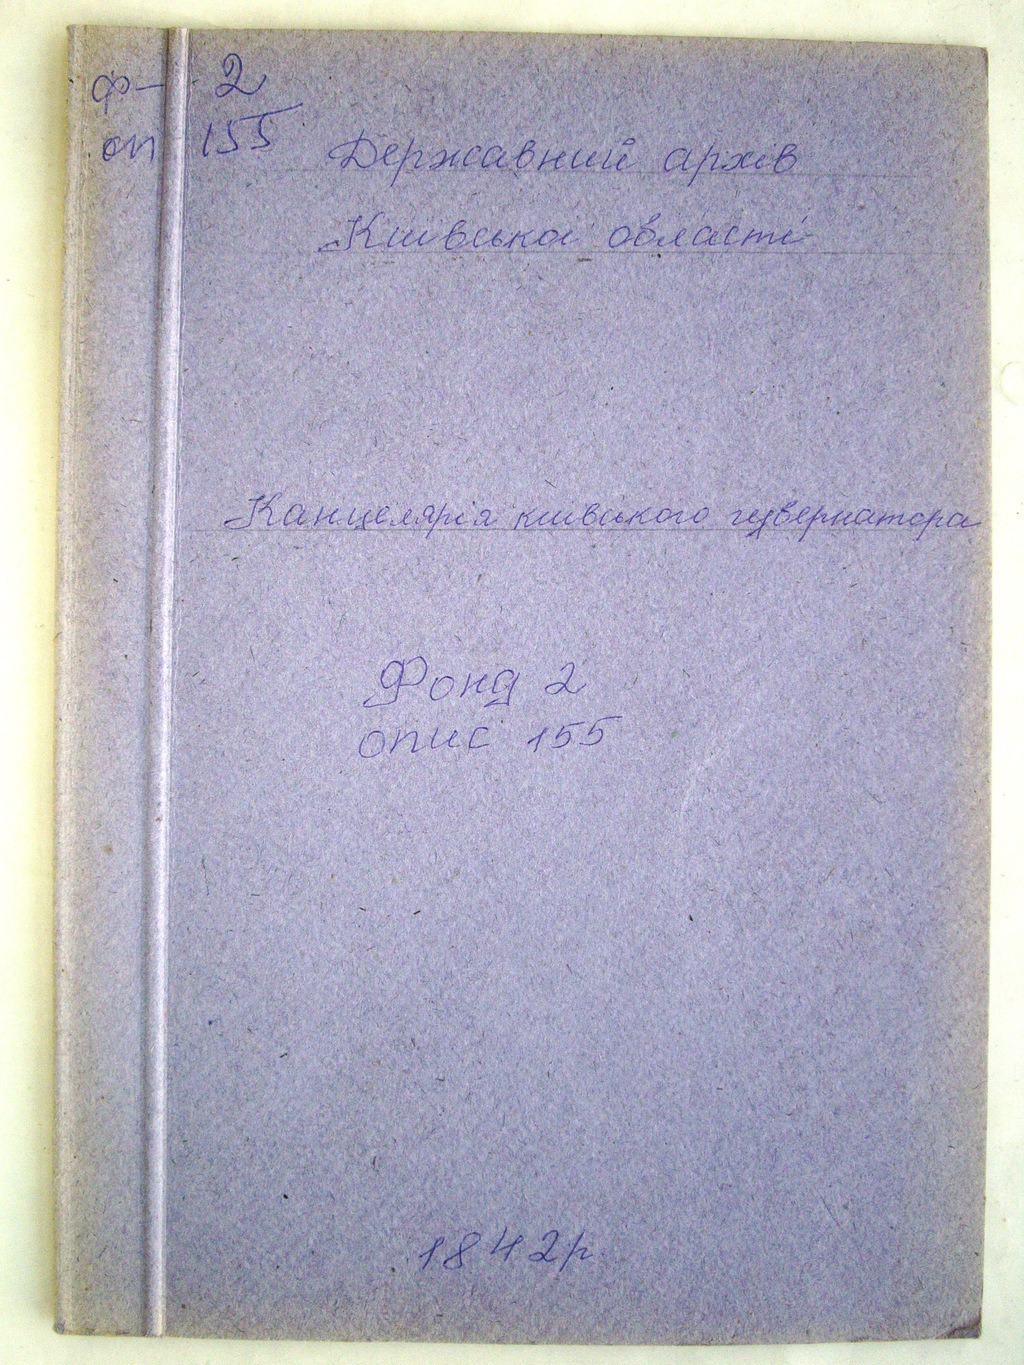 ф- 2
оп 155
Державний архів
Київської області
Канцелярія київського губернатора
Фонд 2
опис 155
1842р.